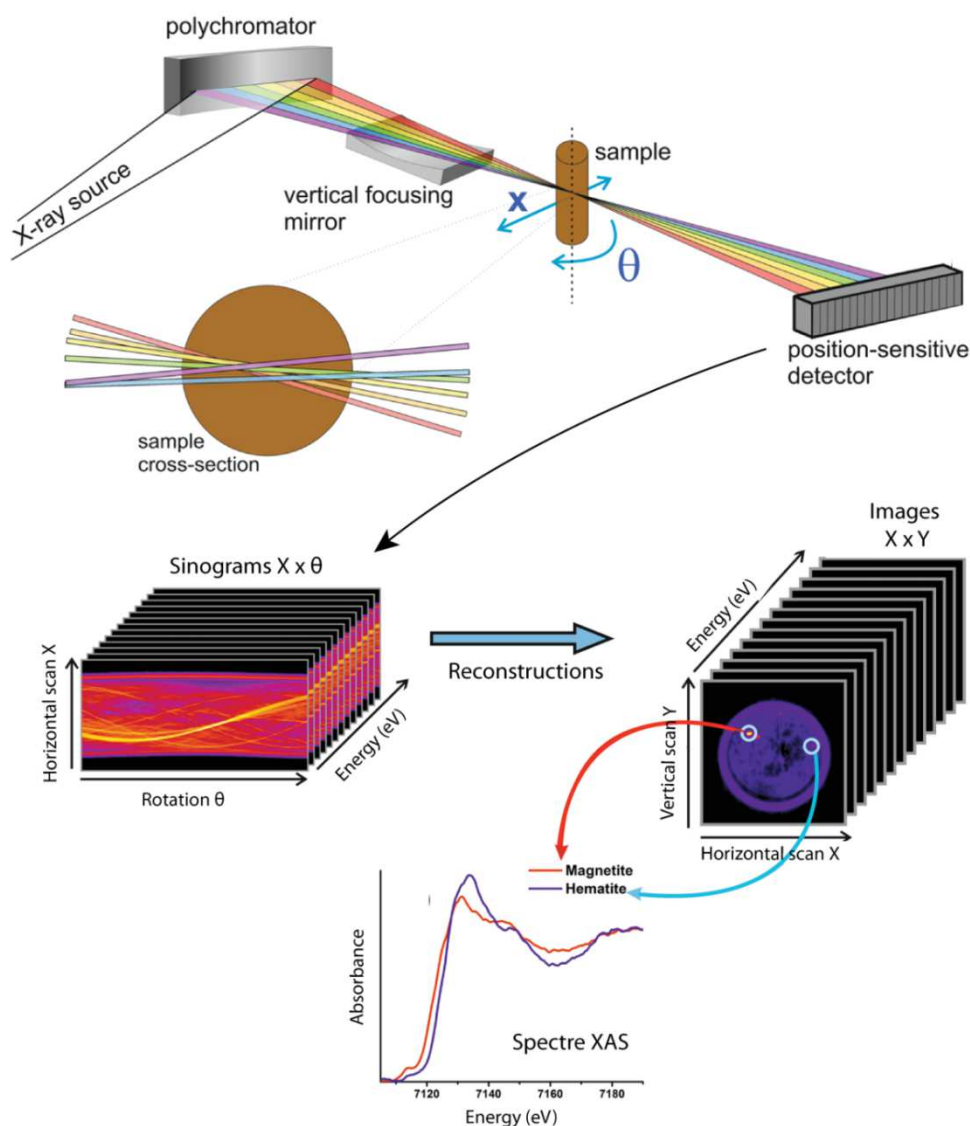 polychromator
X-ray source
vertical focusing
mirror
sample
x
θ
position-sensitive
detector
sample
cross-section
Sinograms X x θ
Horizontal scan X
Rotation θ
Energy (eV)
Reconstructions
Images
X x Y
Energy (eV)
Vertical scan Y
Horizontal scan X
Magnetite
Hematite
Absorbance
Spectre XAS
7120 7140 7160 7180
Energy (eV)